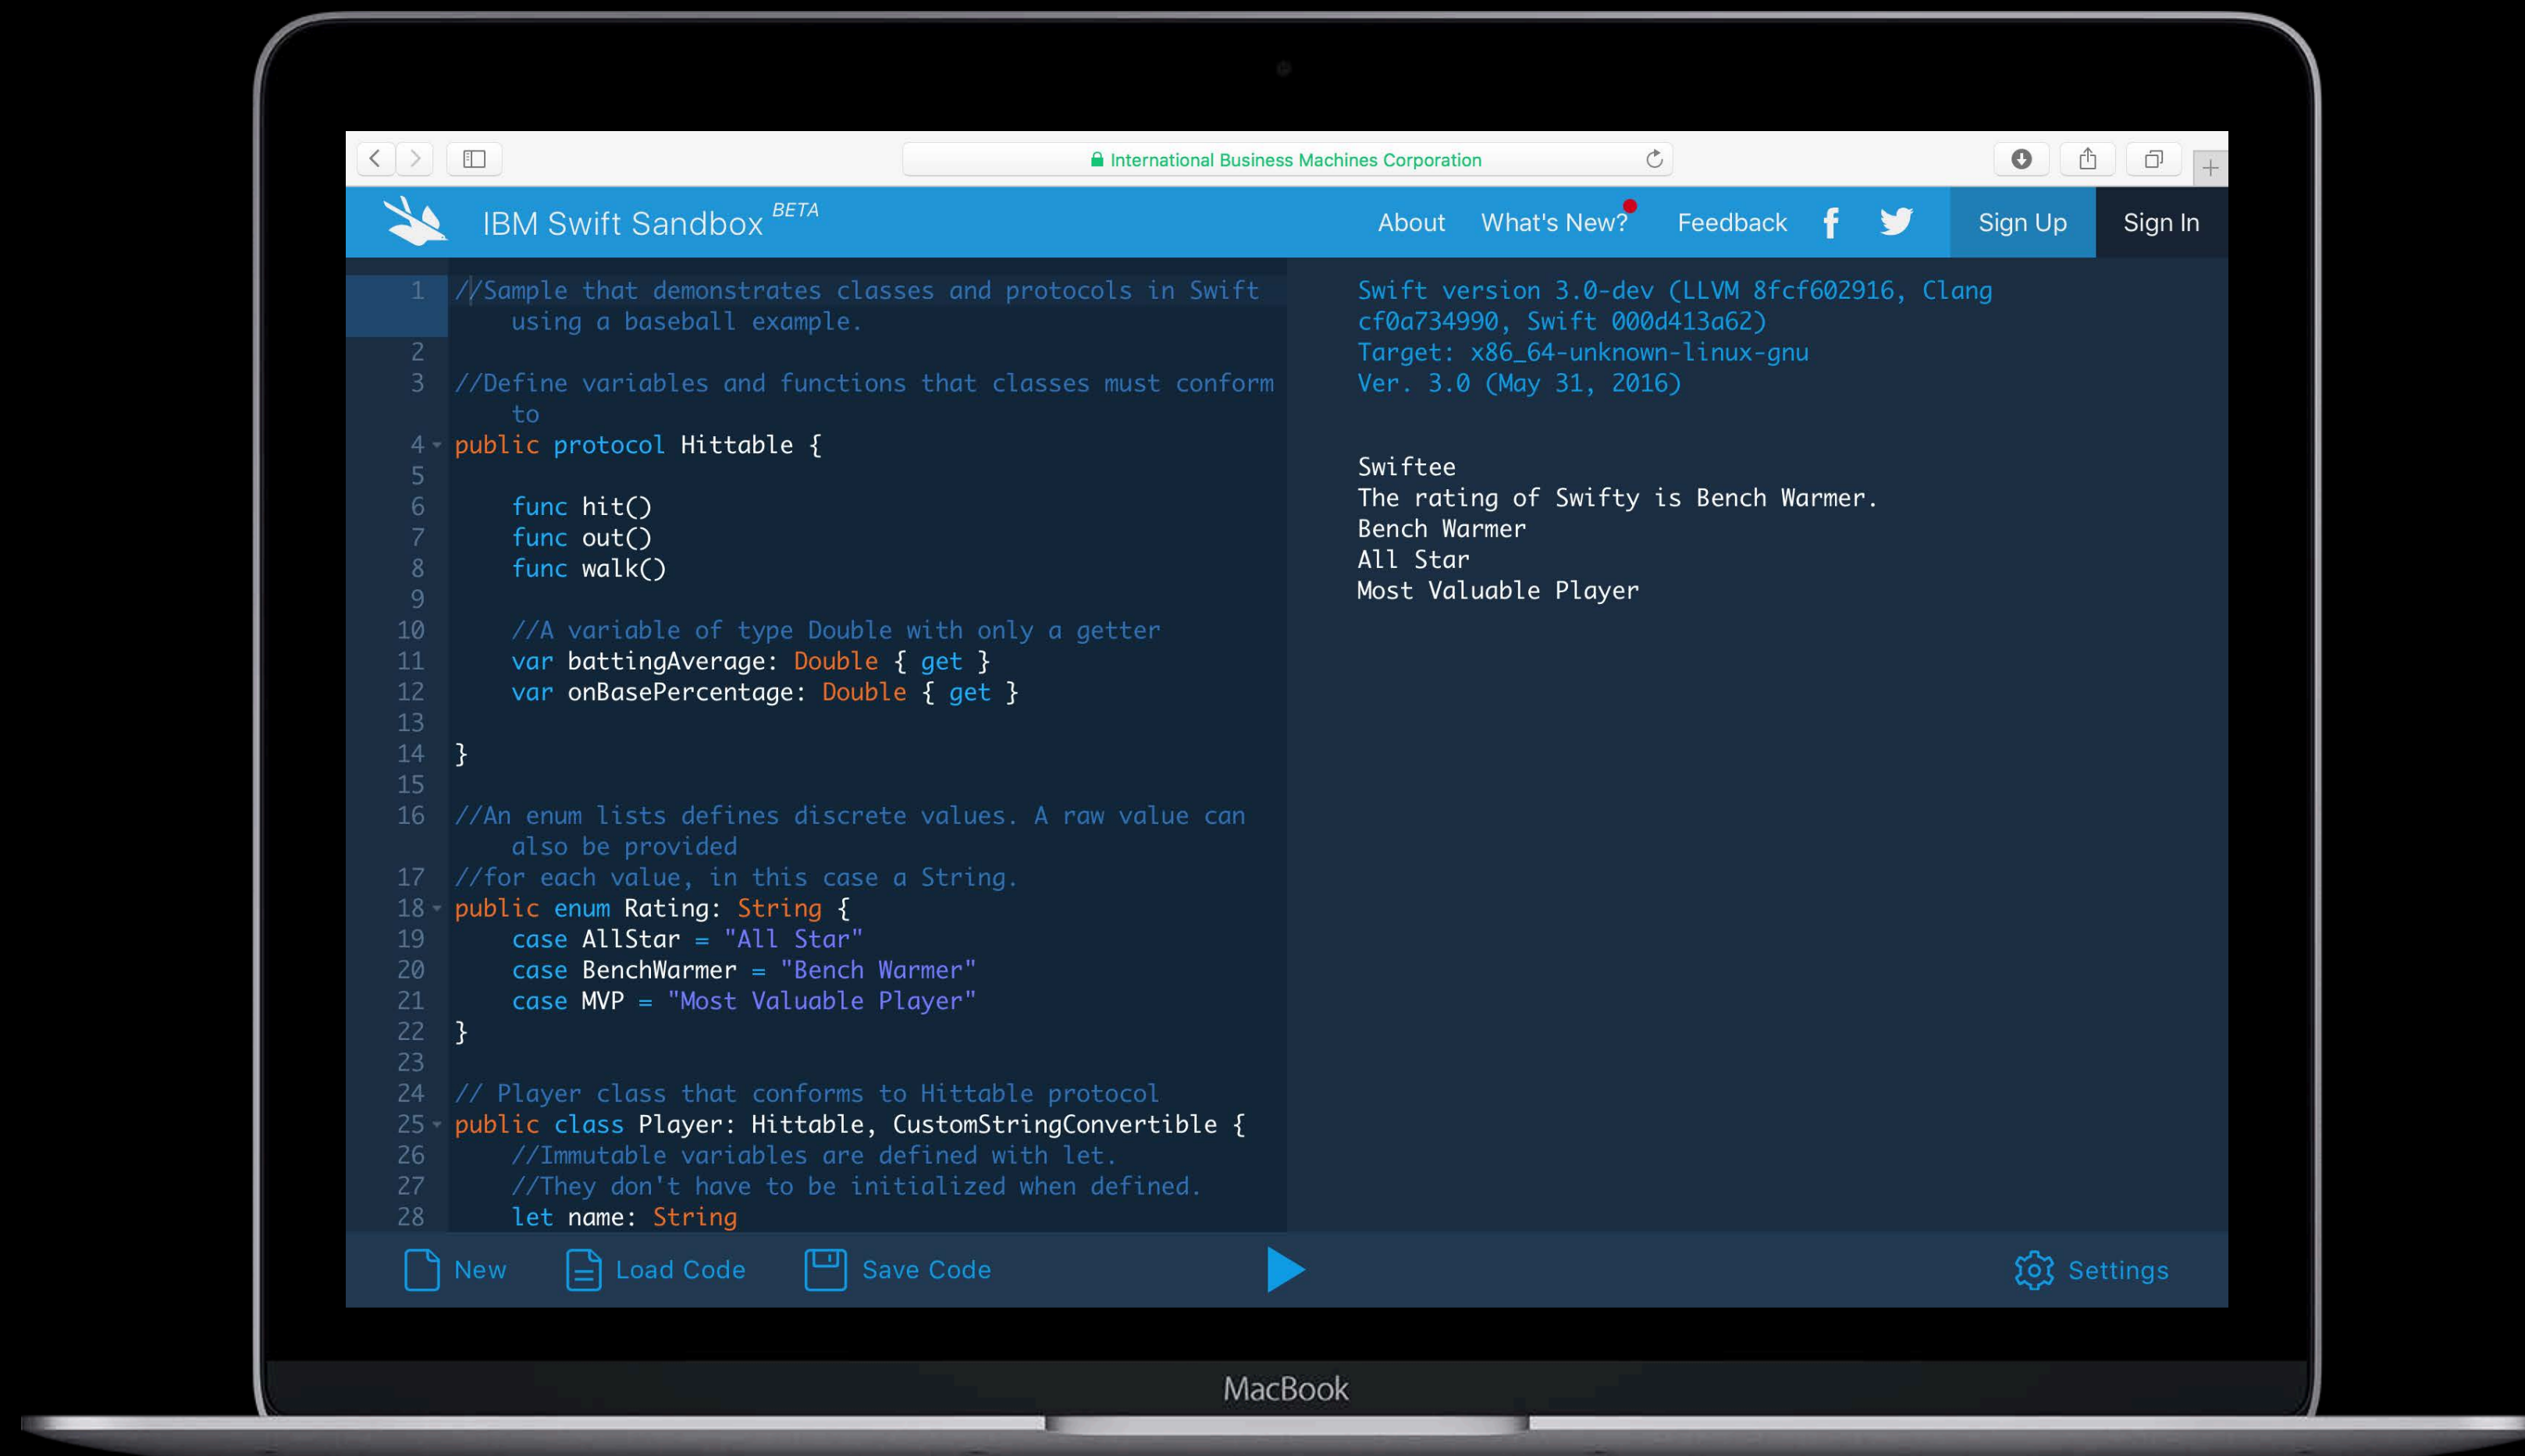 International Business Machines Corporation
IBM Swift Sandbox BETA
About What's New? Feedback Sign Up Sign In
1 //Sample that demonstrates classes and protocols in Swift
using a baseball example.
2
3 //Define variables and functions that classes must conform
to
4 public protocol Hittable {
5
6 func hit()
7 func out()
8 func walk()
9
10 //A variable of type Double with only a getter
11 var battingAverage: Double { get }
12 var onBasePercentage: Double { get }
13
14 }
15
16 //An enum lists defines discrete values. A raw value can
also be provided
17 //for each value, in this case a String.
18 public enum Rating: String {
19 case AllStar = "All Star"
20 case BenchWarmer = "Bench Warmer"
21 case MVP = "Most Valuable Player"
22 }
23
24 // Player class that conforms to Hittable protocol
25 public class Player: Hittable, CustomStringConvertible {
26 //Immutable variables are defined with let.
27 //They don't have to be initialized when defined.
28 let name: String
Swift version 3.0-dev (LLVM 8fcf602916, Clang
cf0a734990, Swift 000d413a62)
Target: x86_64-unknown-linux-gnu
Ver. 3.0 (May 31, 2016)
Swiftee
The rating of Swifty is Bench Warmer.
Bench Warmer
All Star
Most Valuable Player
New Load Code Save Code Settings
MacBook